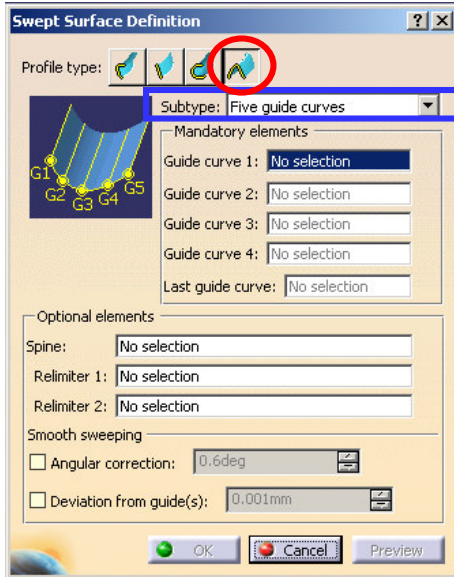 Swept Surface Definition
Profile type:
Subtype: Five guide curves
Mandatory elements
Guide curve 1: No selection
Guide curve 2: No selection
Guide curve 3: No selection
Guide curve 4: No selection
Last guide curve: No selection
G1 G2 G3 G4 G5
Optional elements
Spine: No selection
Relimiter 1: No selection
Relimiter 2: No selection
Smooth sweeping
Angular correction: 0.6deg
Deviation from guide(s): 0.001mm
OK Cancel Preview